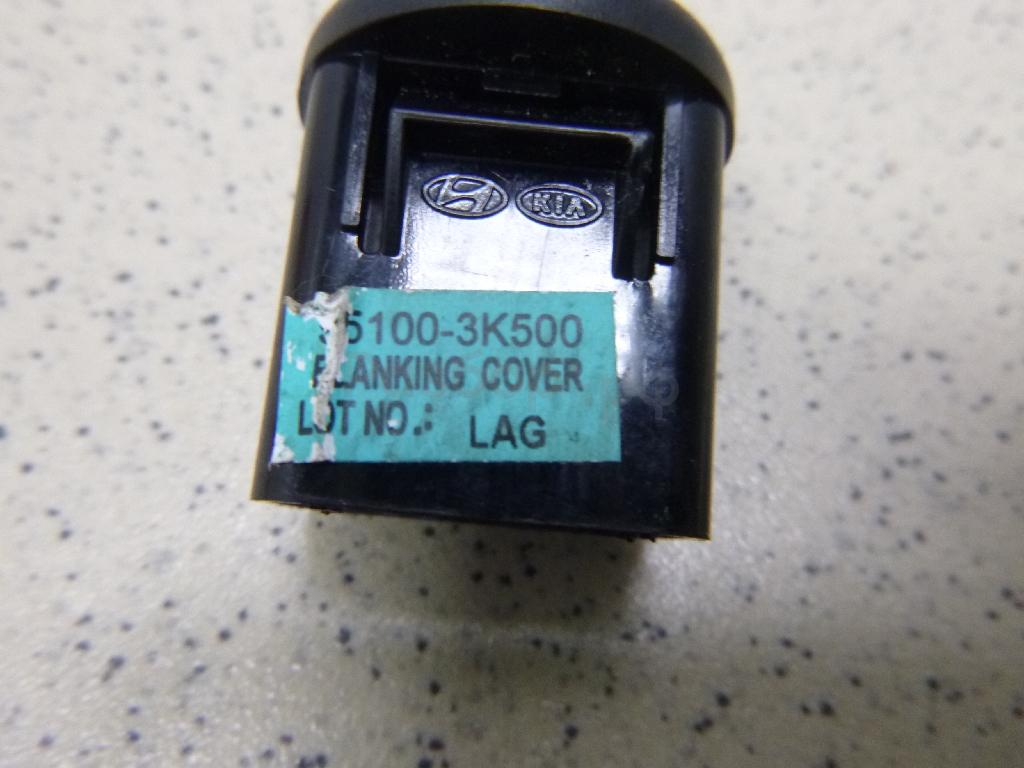 KIA
5100-3K500
BLANKING COVER
LOT NO.: LAG